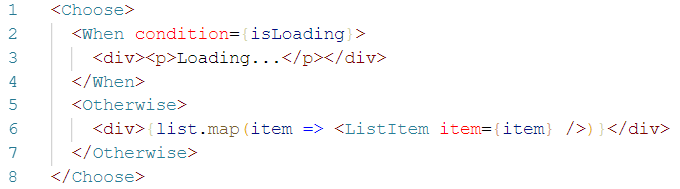 1 <Choose>
2 <When condition={isLoading}>
3 <div><p>Loading...</p></div>
4 </When>
5 <Otherwise>
6 <div>{list.map(item => <ListItem item={item} />)}</div>
7 </Otherwise>
8 </Choose>